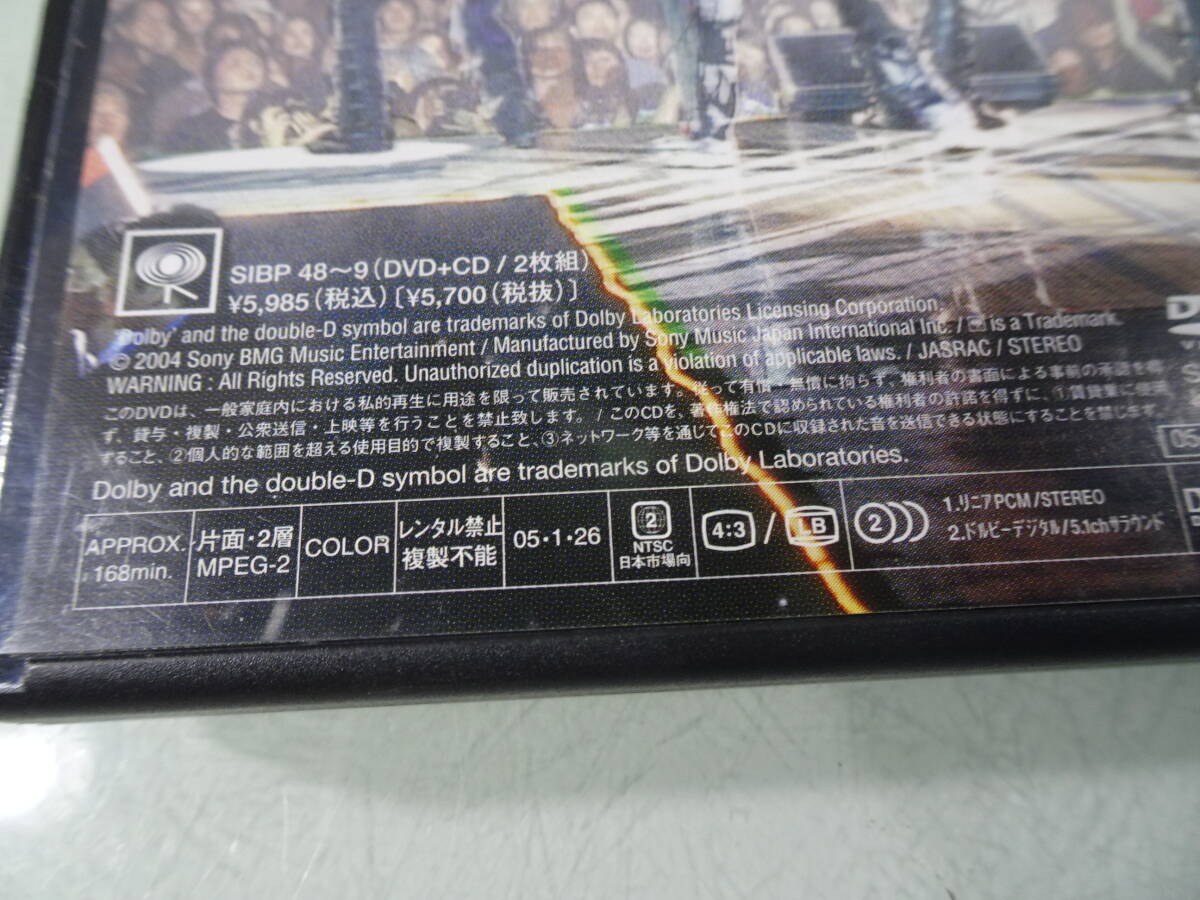 SIBP 48〜9(DVD+CD / 2枚組)
¥5,985(税込)〔¥5,700(税抜)〕
"Dolby" and the double-D symbol are trademarks of Dolby Laboratories Licensing Corporation.
© 2004 Sony BMG Music Entertainment / Manufactured by Sony Music Japan International Inc. / is a Trademark.
WARNING : All Rights Reserved. Unauthorized duplication is a violation of applicable laws. / JASRAC / STEREO
このDVDは、一般家庭内における私的再生に用途を限って販売されています。従って有償・無償に拘らず、権利者の書面による事前の承認を得
ず、貸与・複製・公衆送信・上映等を行うことを禁止致します。 / このCDを、著作権法で認められている権利者の許諾を得ずに、①賃貸業に使用
すること、②個人的な範囲を超える使用目的で複製すること、③ネットワーク等を通じてこのCDに収録された音を送信できる状態にすることを禁じます。
Dolby and the double-D symbol are trademarks of Dolby Laboratories.
APPROX.
168min.
片面・2層
MPEG-2
COLOR
レンタル禁止
複製不能
05・1・26
2
NTSC
日本市場向
4:3 / LB
2
1.リニアPCM/STEREO
2.ドルビーデジタル/5.1chサラウンド